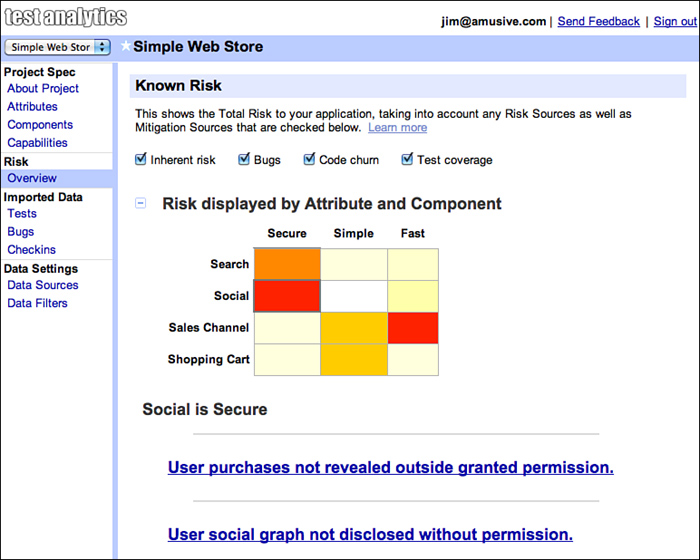 test analytics
jim@amusive.com | Send Feedback | Sign out
Simple Web Stor
Simple Web Store
Project Spec
About Project
Attributes
Components
Capabilities
Risk
Overview
Imported Data
Tests
Bugs
Checkins
Data Settings
Data Sources
Data Filters
Known Risk
This shows the Total Risk to your application, taking into account any Risk Sources as well as
Mitigation Sources that are checked below. Learn more
Inherent risk Bugs Code churn Test coverage
Risk displayed by Attribute and Component
Secure Simple Fast
Search
Social
Sales Channel
Shopping Cart
Social is Secure
User purchases not revealed outside granted permission.
User social graph not disclosed without permission.